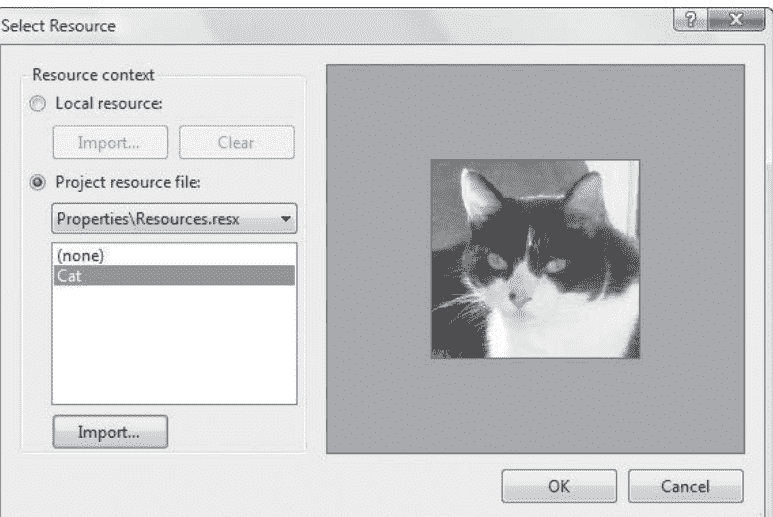 Select Resource
Resource context
Local resource:
Import...
Clear
Project resource file:
Properties\Resources.resx
(none)
Cat
Import...
OK
Cancel